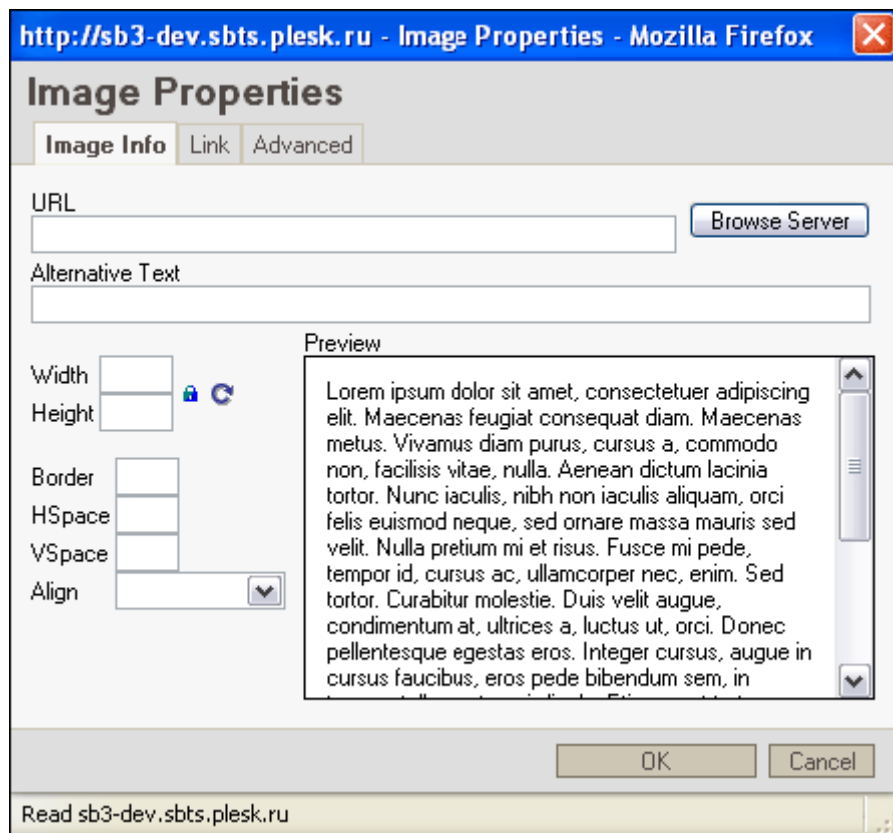 http://sb3-dev.sbts.plesk.ru - Image Properties - Mozilla Firefox
Image Properties
Image Info
Link
Advanced
URL
Browse Server
Alternative Text
Width
Height
Border
HSpace
VSpace
Align
Preview
Lorem ipsum dolor sit amet, consectetuer adipiscing
elit. Maecenas feugiat consequat diam. Maecenas
metus. Vivamus diam purus, cursus a, commodo
non, facilisis vitae, nulla. Aenean dictum lacinia
tortor. Nunc iaculis, nibh non iaculis aliquam, orci
felis euismod neque, sed ornare massa mauris sed
velit. Nulla pretium mi et risus. Fusce mi pede,
tempor id, cursus ac, ullamcorper nec, enim. Sed
tortor. Curabitur molestie. Duis velit augue,
condimentum at, ultrices a, luctus ut, orci. Donec
pellentesque egestas eros. Integer cursus, augue in
cursus faucibus, eros pede bibendum sem, in
OK
Cancel
Read sb3-dev.sbts.plesk.ru